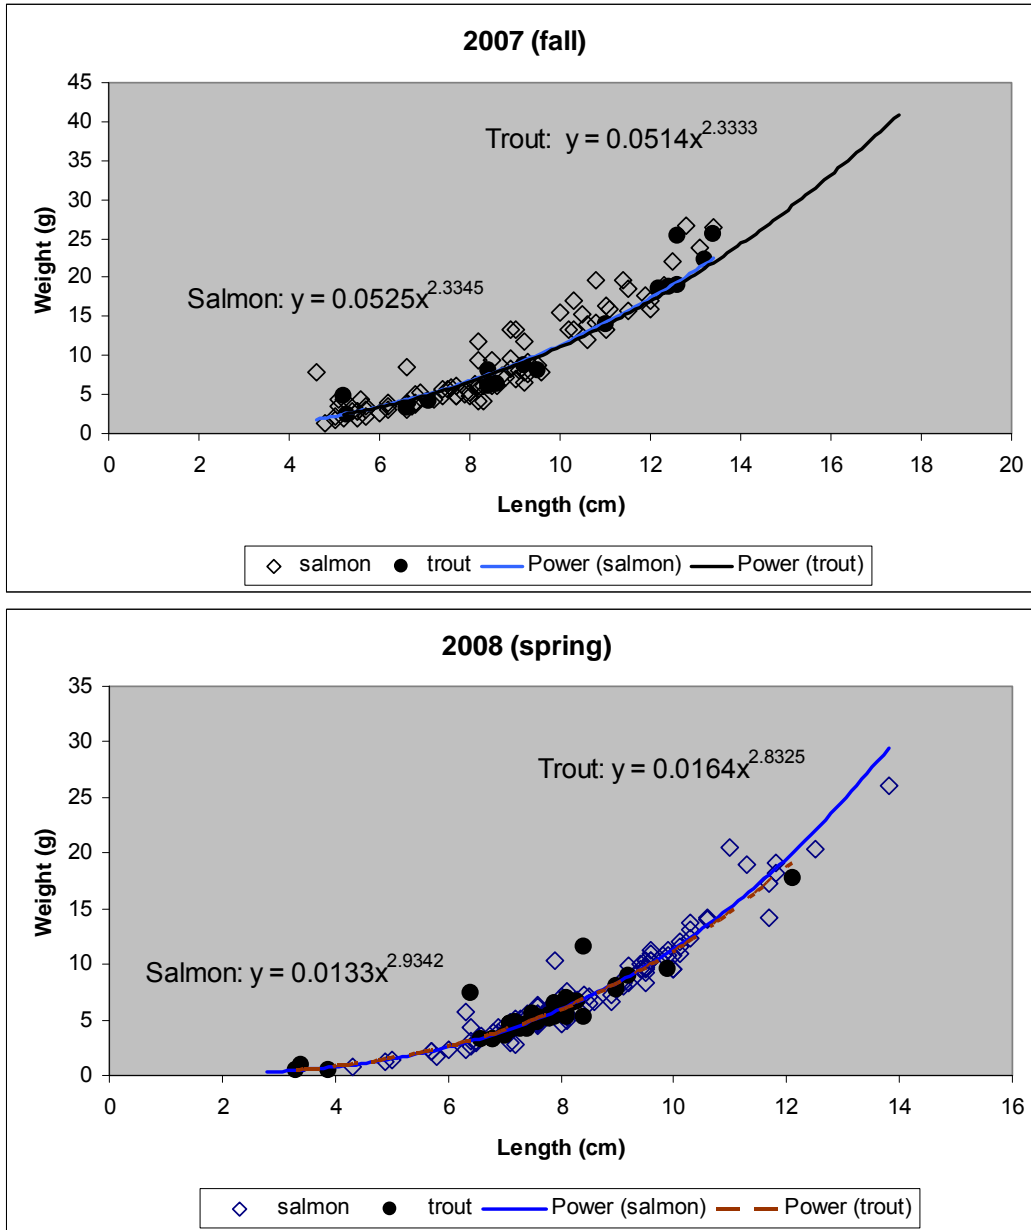 2007 (fall)
45
40
35
30
25
20
15
10
5
0
Weight (g)
Trout: y = 0.0514x^2.3333
Salmon: y = 0.0525x^2.3345
0 2 4 6 8 10 12 14 16 18 20
Length (cm)
salmon trout Power (salmon) Power (trout)
2008 (spring)
35
30
25
20
15
10
5
0
Weight (g)
Trout: y = 0.0164x^2.8325
Salmon: y = 0.0133x^2.9342
0 2 4 6 8 10 12 14 16
Length (cm)
salmon trout Power (salmon) Power (trout)